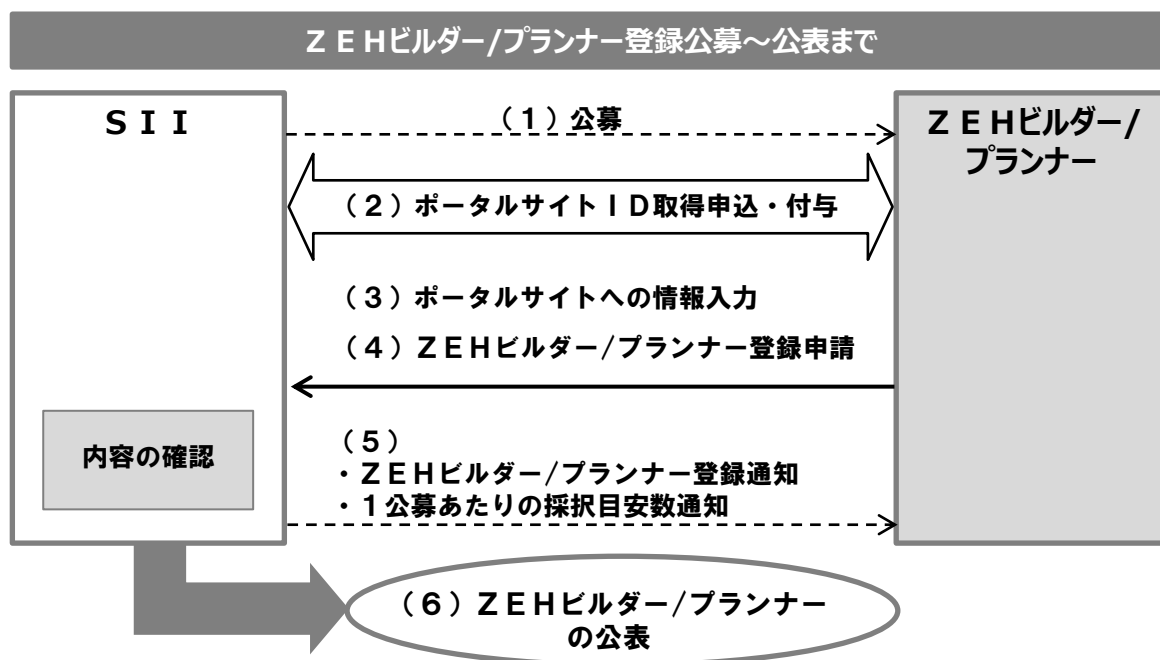 ＺＥＨビルダー/プランナー登録公募～公表まで
ＳＩＩ
（１）公募
ＺＥＨビルダー/
プランナー
（２）ポータルサイトＩＤ取得申込・付与
（３）ポータルサイトへの情報入力
（４）ＺＥＨビルダー/プランナー登録申請
内容の確認
（５）
・ＺＥＨビルダー/プランナー登録通知
・１公募あたりの採択目安数通知
（６）ＺＥＨビルダー/プランナー
の公表